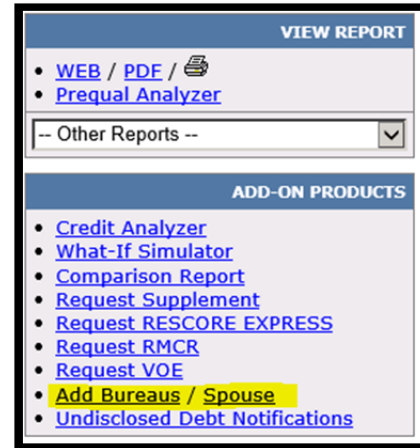 VIEW REPORT
• WEB / PDF /
• Prequal Analyzer
-- Other Reports --
ADD-ON PRODUCTS
• Credit Analyzer
• What-If Simulator
• Comparison Report
• Request Supplement
• Request RESCORE EXPRESS
• Request RMCR
• Request VOE
• Add Bureaus / Spouse
• Undisclosed Debt Notifications